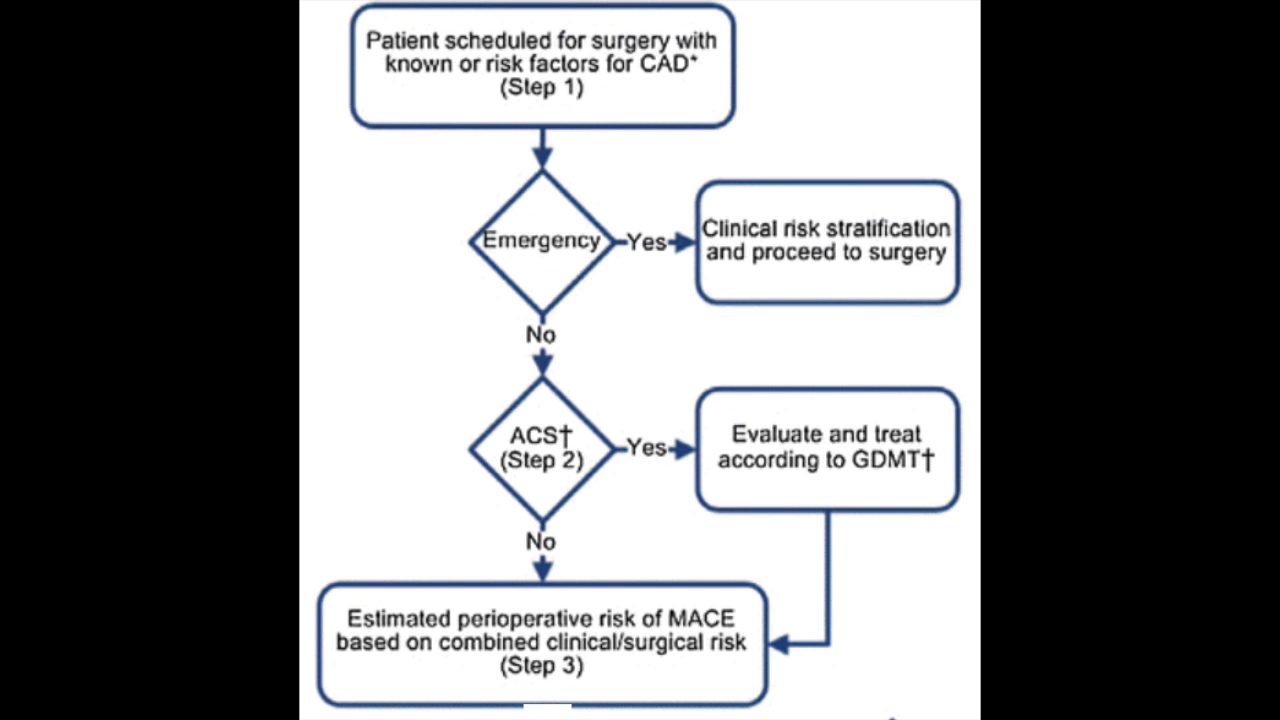 Patient scheduled for surgery with
known or risk factors for CAD*
(Step 1)
Emergency
Yes
Clinical risk stratification
and proceed to surgery
No
ACS†
(Step 2)
Yes
Evaluate and treat
according to GDMT†
No
Estimated perioperative risk of MACE
based on combined clinical/surgical risk
(Step 3)